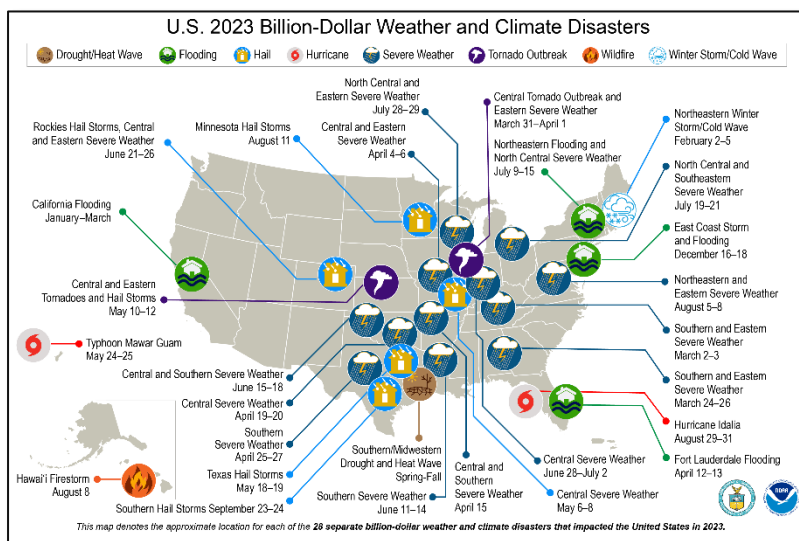 U.S. 2023 Billion-Dollar Weather and Climate Disasters
Drought/Heat Wave
Flooding
Hail
Hurricane
Severe Weather
Tornado Outbreak
Wildfire
Winter Storm/Cold Wave
North Central and
Eastern Severe Weather
July 28–29
Central Tornado Outbreak and
Eastern Severe Weather
March 31–April 1
Northeastern Winter
Storm/Cold Wave
February 2–5
Rockies Hail Storms, Central
and Eastern Severe Weather
June 21–26
Minnesota Hail Storms
August 11
Central and Eastern
Severe Weather
April 4–6
Northeastern Flooding and
North Central Severe Weather
July 9–15
North Central and
Southeastern
Severe Weather
July 19–21
California Flooding
January–March
East Coast Storm
and Flooding
December 16–18
Central and Eastern
Tornadoes and Hail Storms
May 10–12
Northeastern and
Eastern Severe Weather
August 5–8
Southern and Eastern
Severe Weather
March 2–3
Typhoon Mawar Guam
May 24–25
Central and Southern Severe Weather
June 15–18
Southern and Eastern
Severe Weather
March 24–26
Central Severe Weather
April 19–20
Hurricane Idalia
August 29–31
Southern
Severe Weather
April 25–27
Fort Lauderdale Flooding
April 12–13
Texas Hail Storms
May 18–19
Southern/Midwestern
Drought and Heat Wave
Spring-Fall
Central and
Southern
Severe Weather
April 15
Central Severe Weather
June 28–July 2
Hawai'i Firestorm
August 8
Southern Hail Storms September 23–24
Southern Severe Weather
June 11–14
Central Severe Weather
May 6–8
NOAA
This map denotes the approximate location for each of the 28 separate billion-dollar weather and climate disasters that impacted the United States in 2023.